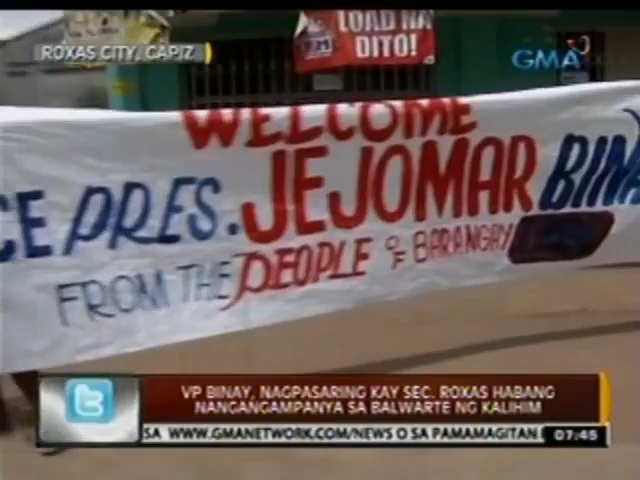 ROXAS CITY, CAPIZ
LOAD NA
DITO!
GMA
WELCOME
CE PRES. JEJOMAR BINA
FROM THE PEOPLE OF BARANGAY
VP BINAY, NAGPASARING KAY SEC. ROXAS HABANG
NANGANGAMPANYA SA BALWARTE NG KALIHIM
SA WWW.GMANETWORK.COM/NEWS O SA PAMAMAGITAN
07:45